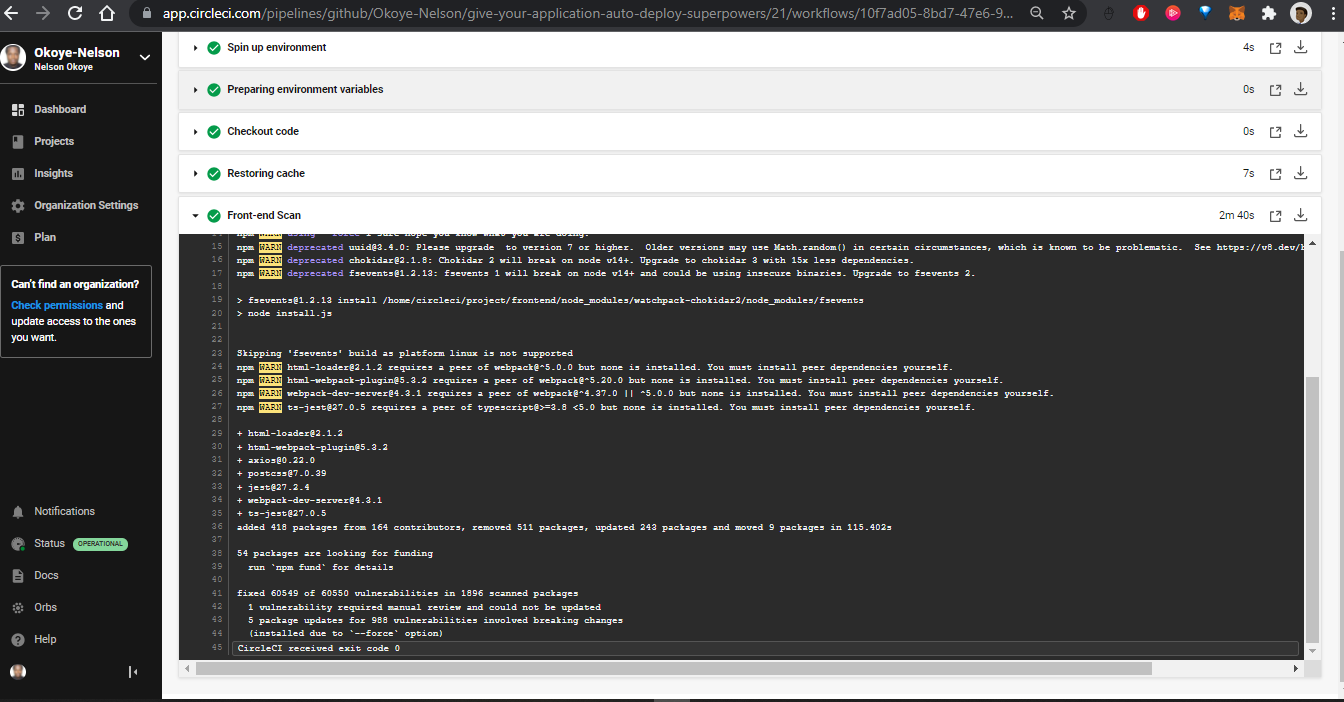 app.circleci.com/pipelines/github/Okoye-Nelson/give-your-application-auto-deploy-superpowers/21/workflows/10f7ad05-8bd7-47e6-9...
Okoye-Nelson
Nelson Okoye
Dashboard
Projects
Insights
Organization Settings
Plan
Can't find an organization?
Check permissions and
update access to the ones
you want.
Notifications
Status OPERATIONAL
Docs
Orbs
Help
Spin up environment 4s
Preparing environment variables 0s
Checkout code 0s
Restoring cache 7s
Front-end Scan 2m 40s
14 npm WARN using --force I sure hope you know what you are doing.
15 npm WARN deprecated uuid@3.4.0: Please upgrade  to version 7 or higher.  Older versions may use Math.random() in certain circumstances, which is known to be problematic.  See https://v8.dev/b
16 npm WARN deprecated chokidar@2.1.8: Chokidar 2 will break on node v14+. Upgrade to chokidar 3 with 15x less dependencies.
17 npm WARN deprecated fsevents@1.2.13: fsevents 1 will break on node v14+ and could be using insecure binaries. Upgrade to fsevents 2.
18
19 > fsevents@1.2.13 install /home/circleci/project/frontend/node_modules/watchpack-chokidar2/node_modules/fsevents
20 > node install.js
21
22
23 Skipping 'fsevents' build as platform linux is not supported
24 npm WARN html-loader@2.1.2 requires a peer of webpack@^5.0.0 but none is installed. You must install peer dependencies yourself.
25 npm WARN html-webpack-plugin@5.3.2 requires a peer of webpack@^5.20.0 but none is installed. You must install peer dependencies yourself.
26 npm WARN webpack-dev-server@4.3.1 requires a peer of webpack@^4.37.0 || ^5.0.0 but none is installed. You must install peer dependencies yourself.
27 npm WARN ts-jest@27.0.5 requires a peer of typescript@>=3.8 <5.0 but none is installed. You must install peer dependencies yourself.
28
29 + html-loader@2.1.2
30 + html-webpack-plugin@5.3.2
31 + axios@0.22.0
32 + postcss@7.0.39
33 + jest@27.2.4
34 + webpack-dev-server@4.3.1
35 + ts-jest@27.0.5
36 added 418 packages from 164 contributors, removed 511 packages, updated 243 packages and moved 9 packages in 115.402s
37
38 54 packages are looking for funding
39 run `npm fund` for details
40
41 fixed 60549 of 60550 vulnerabilities in 1896 scanned packages
42 1 vulnerability required manual review and could not be updated
43 5 package updates for 988 vulnerabilities involved breaking changes
44 (installed due to `--force` option)
45 CircleCI received exit code 0